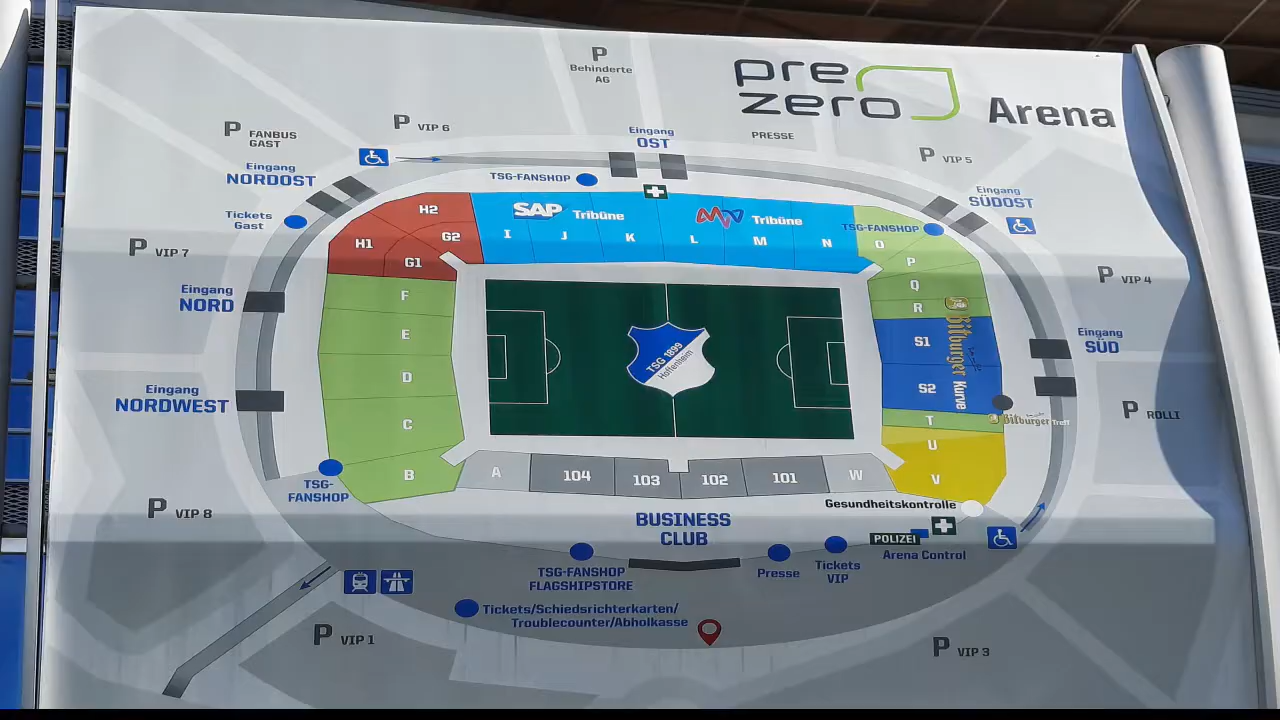 pre
zero
Arena
P
Behinderte
AG
P FANBUS
GAST
P VIP 6
Eingang
OST
PRESSE
P VIP 5
Eingang
NORDOST
TSG-FANSHOP
Eingang
SÜDOST
Tickets
Gast
H2
SAP Tribüne
Tribüne
TSG-FANSHOP
H1
G2
I
J
K
L
M
N
O
P VIP 7
G1
P
P VIP 4
Eingang
NORD
F
Q
R
E
TSG 1899
Hoffenheim
S1
Bitburger Kurve
Eingang
SÜD
D
S2
Eingang
NORDWEST
C
T
Bitburger Treff
P ROLLI
U
B
A
104
103
102
101
W
V
TSG-
FANSHOP
P VIP 8
BUSINESS
CLUB
Gesundheitskontrolle
POLIZEI
Arena Control
TSG-FANSHOP
FLAGSHIPSTORE
Presse
Tickets
VIP
Tickets/Schiedsrichterkarten/
Troublecounter/Abholkasse
P VIP 1
P VIP 3